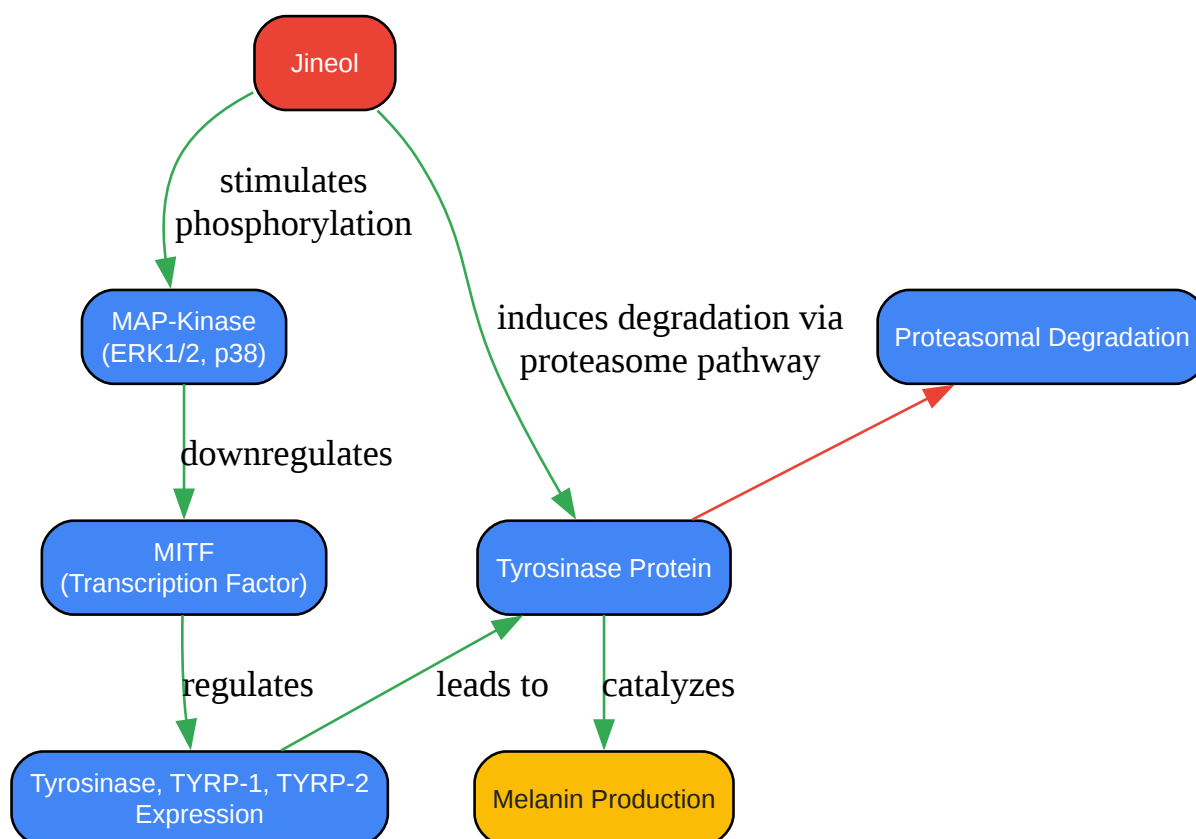 Jineol
stimulates
phosphorylation
MAP-Kinase
(ERK1/2, p38)
induces degradation via
proteasome pathway
Proteasomal Degradation
downregulates
MITF
(Transcription Factor)
Tyrosinase Protein
regulates
leads to
catalyzes
Tyrosinase, TYRP-1, TYRP-2
Expression
Melanin Production